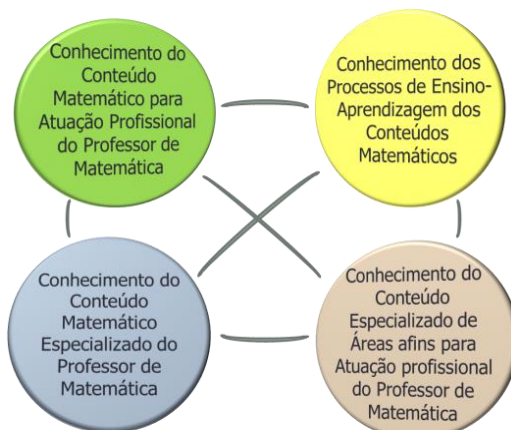 Conhecimento do
Conteúdo
Matemático para
Atuação Profissional
do Professor de
Matemática
Conhecimento dos
Processos de Ensino-
Aprendizagem dos
Conteúdos
Matemáticos
Conhecimento do
Conteúdo
Matemático
Especializado do
Professor de
Matemática
Conhecimento do
Conteúdo
Especializado de
Áreas afins para
Atuação profissional
do Professor de
Matemática